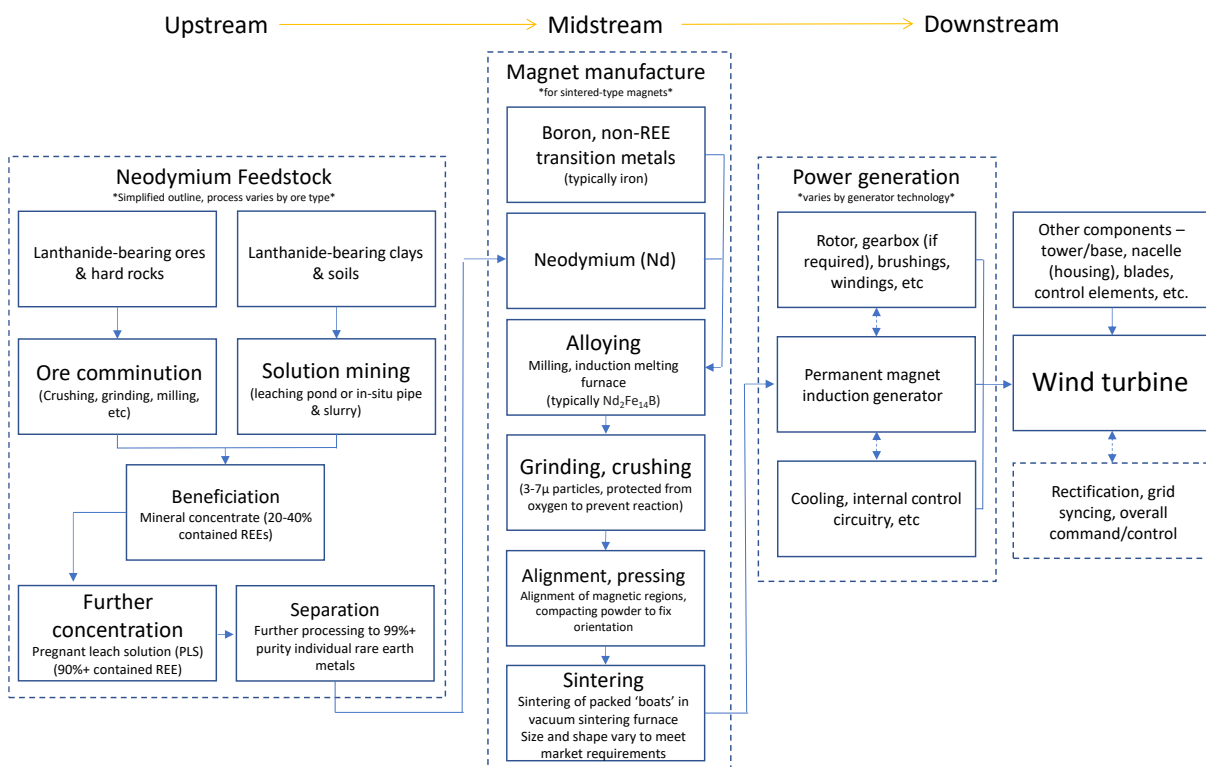 Upstream
Midstream
Downstream
Neodymium Feedstock
*Simplified outline, process varies by ore type*
Lanthanide-bearing ores
& hard rocks
Lanthanide-bearing clays
& soils
Ore comminution
(Crushing, grinding, milling,
etc)
Solution mining
(leaching pond or in-situ pipe
& slurry)
Beneficiation
Mineral concentrate (20-40%
contained REEs)
Further
concentration
Pregnant leach solution (PLS)
(90%+ contained REE)
Separation
Further processing to 99%+
purity individual rare earth
metals
Magnet manufacture
*for sintered-type magnets*
Boron, non-REE
transition metals
(typically iron)
Neodymium (Nd)
Alloying
Milling, induction melting
furnace
(typically Nd₂Fe₁₄B)
Grinding, crushing
(3-7µ particles, protected from
oxygen to prevent reaction)
Alignment, pressing
Alignment of magnetic regions,
compacting powder to fix
orientation
Sintering
Sintering of packed ‘boats’ in
vacuum sintering furnace
Size and shape vary to meet
market requirements
Power generation
*varies by generator technology*
Rotor, gearbox (if
required), brushings,
windings, etc
Permanent magnet
induction generator
Cooling, internal control
circuitry, etc
Other components –
tower/base, nacelle
(housing), blades,
control elements, etc.
Wind turbine
Rectification, grid
syncing, overall
command/control